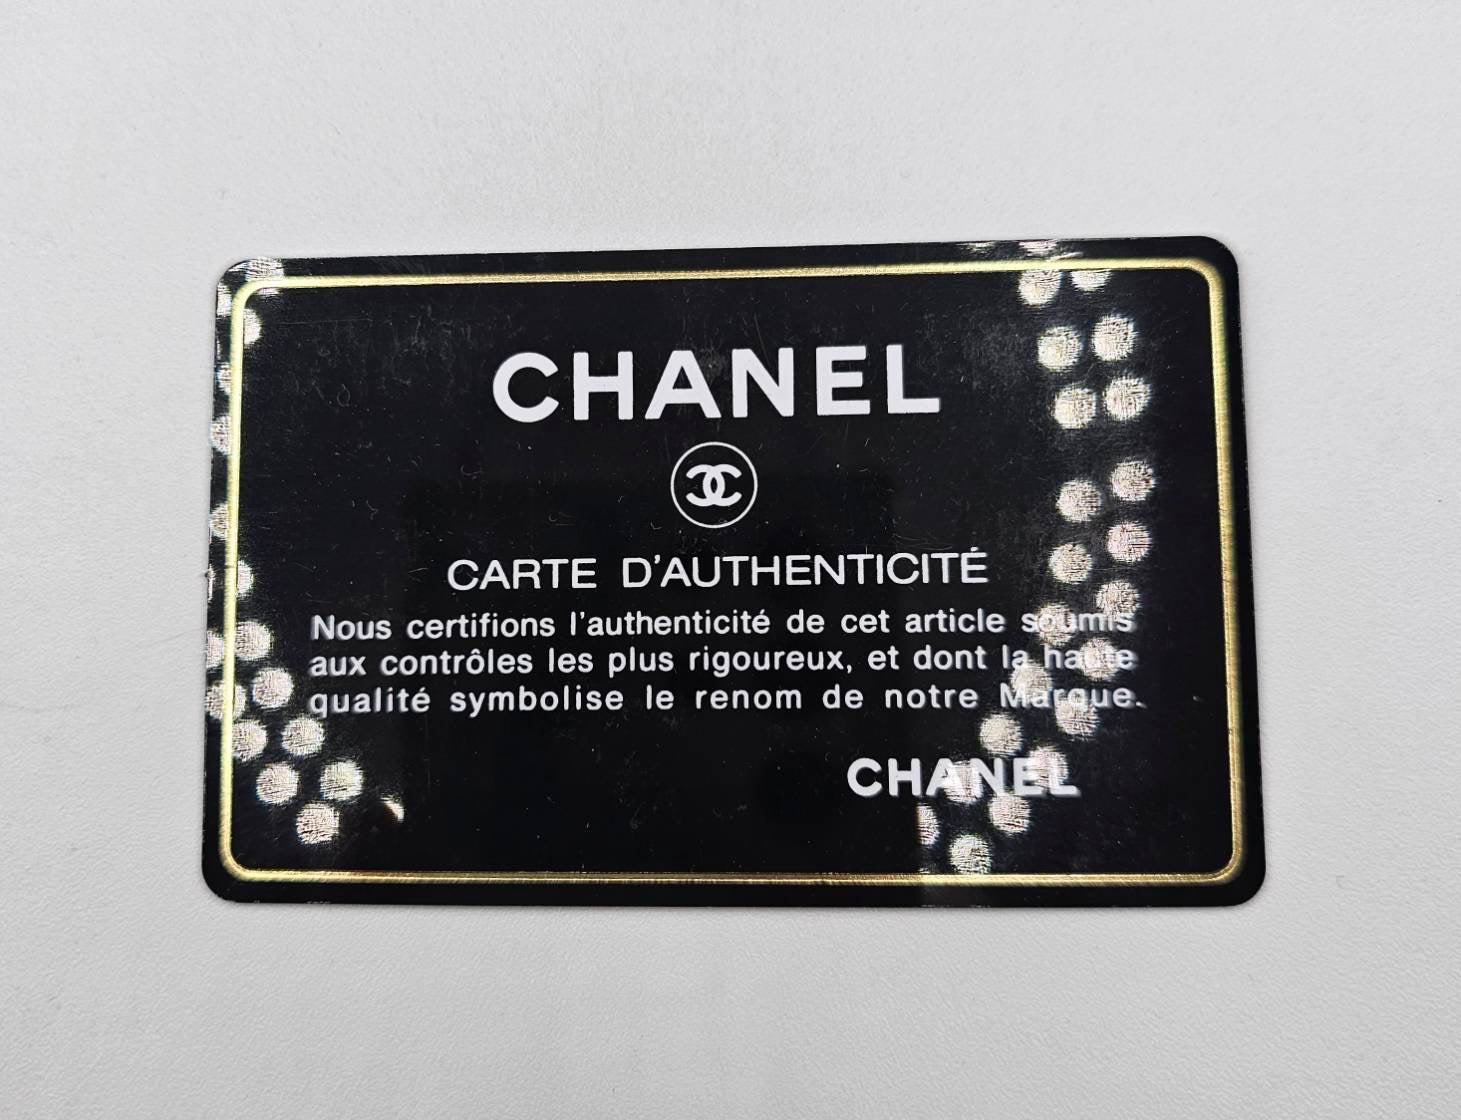 CHANEL
CARTE D'AUTHENTICITÉ
Nous certifions l'authenticité de cet article soumis
aux contrôles les plus rigoureux, et dont la haute
qualité symbolise le renom de notre Marque.
CHANEL